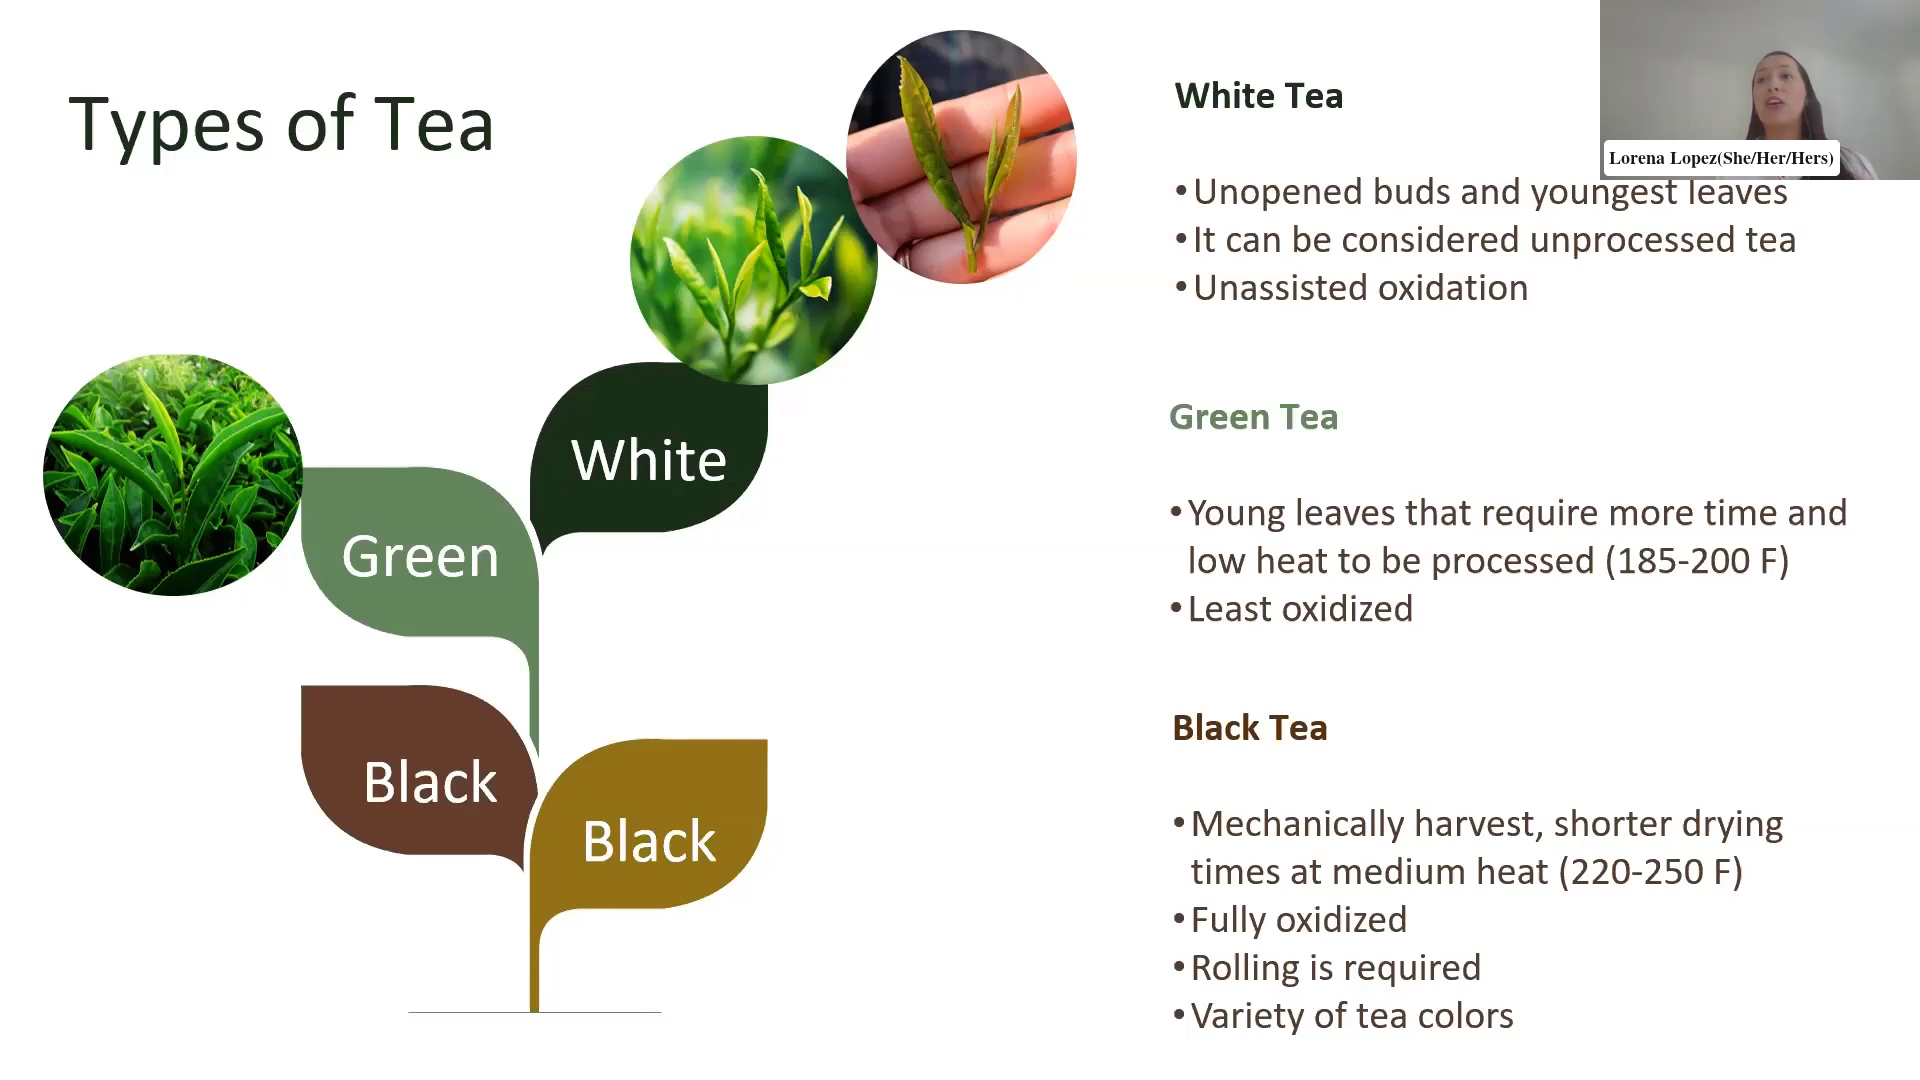 Types of Tea
White
Green
Black
Black
White Tea
•Unopened buds and youngest leaves
•It can be considered unprocessed tea
•Unassisted oxidation
Green Tea
•Young leaves that require more time and
low heat to be processed (185-200 F)
•Least oxidized
Black Tea
•Mechanically harvest, shorter drying
times at medium heat (220-250 F)
•Fully oxidized
•Rolling is required
•Variety of tea colors
Lorena Lopez(She/Her/Hers)